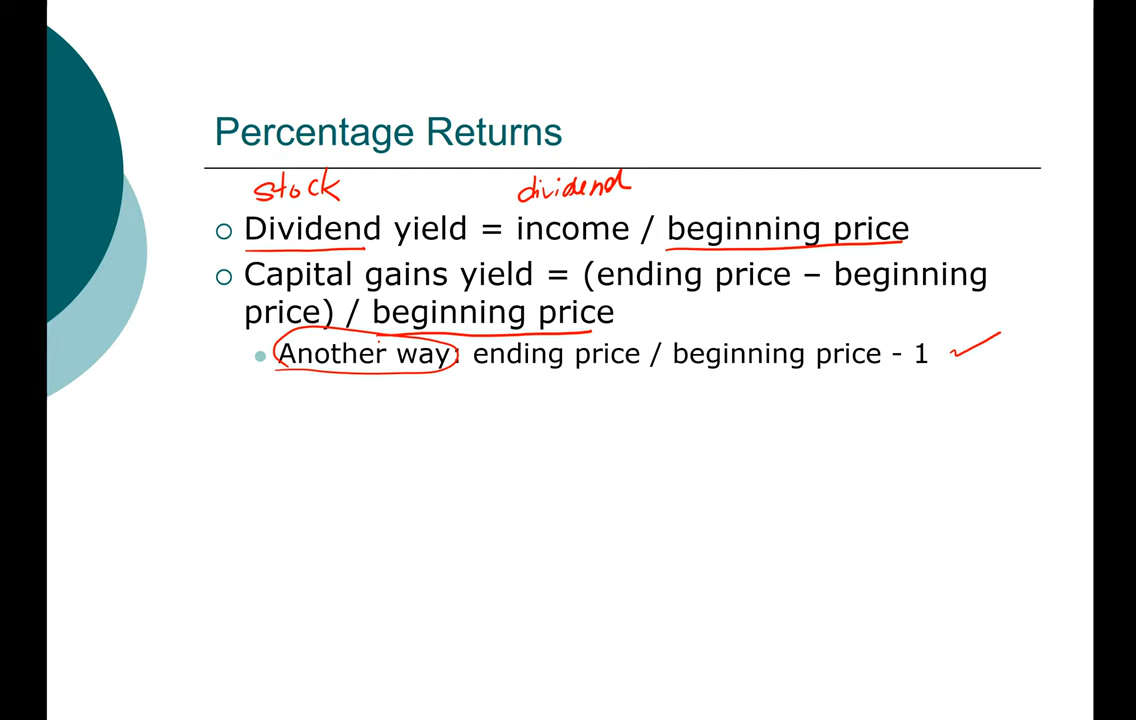 Percentage Returns
stock dividend
Dividend yield = income / beginning price
Capital gains yield = (ending price – beginning
price) / beginning price
Another way: ending price / beginning price - 1